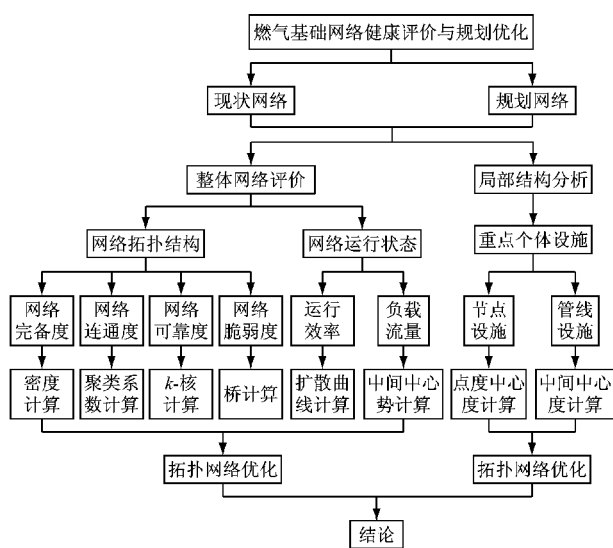 燃气基础网络健康评价与规划优化
现状网络
规划网络
整体网络评价
局部结构分析
网络拓扑结构
网络运行状态
重点个体设施
网络
完备度
网络
连通度
网络
可靠度
网络
脆弱度
运行
效率
负载
流量
节点
设施
管线
设施
密度
计算
聚类系
数计算
k-核
计算
桥计算
扩散曲
线计算
中间中心
势计算
点度中心
度计算
中间中心
度计算
拓扑网络优化
拓扑网络优化
结论